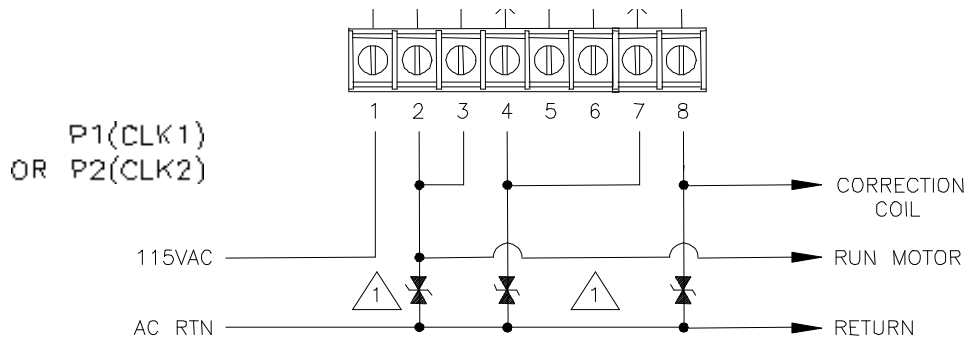 1 2 3 4 5 6 7 8
P1(CLK1)
OR P2(CLK2)
CORRECTION
COIL
115VAC
RUN MOTOR
1
1
AC RTN
RETURN